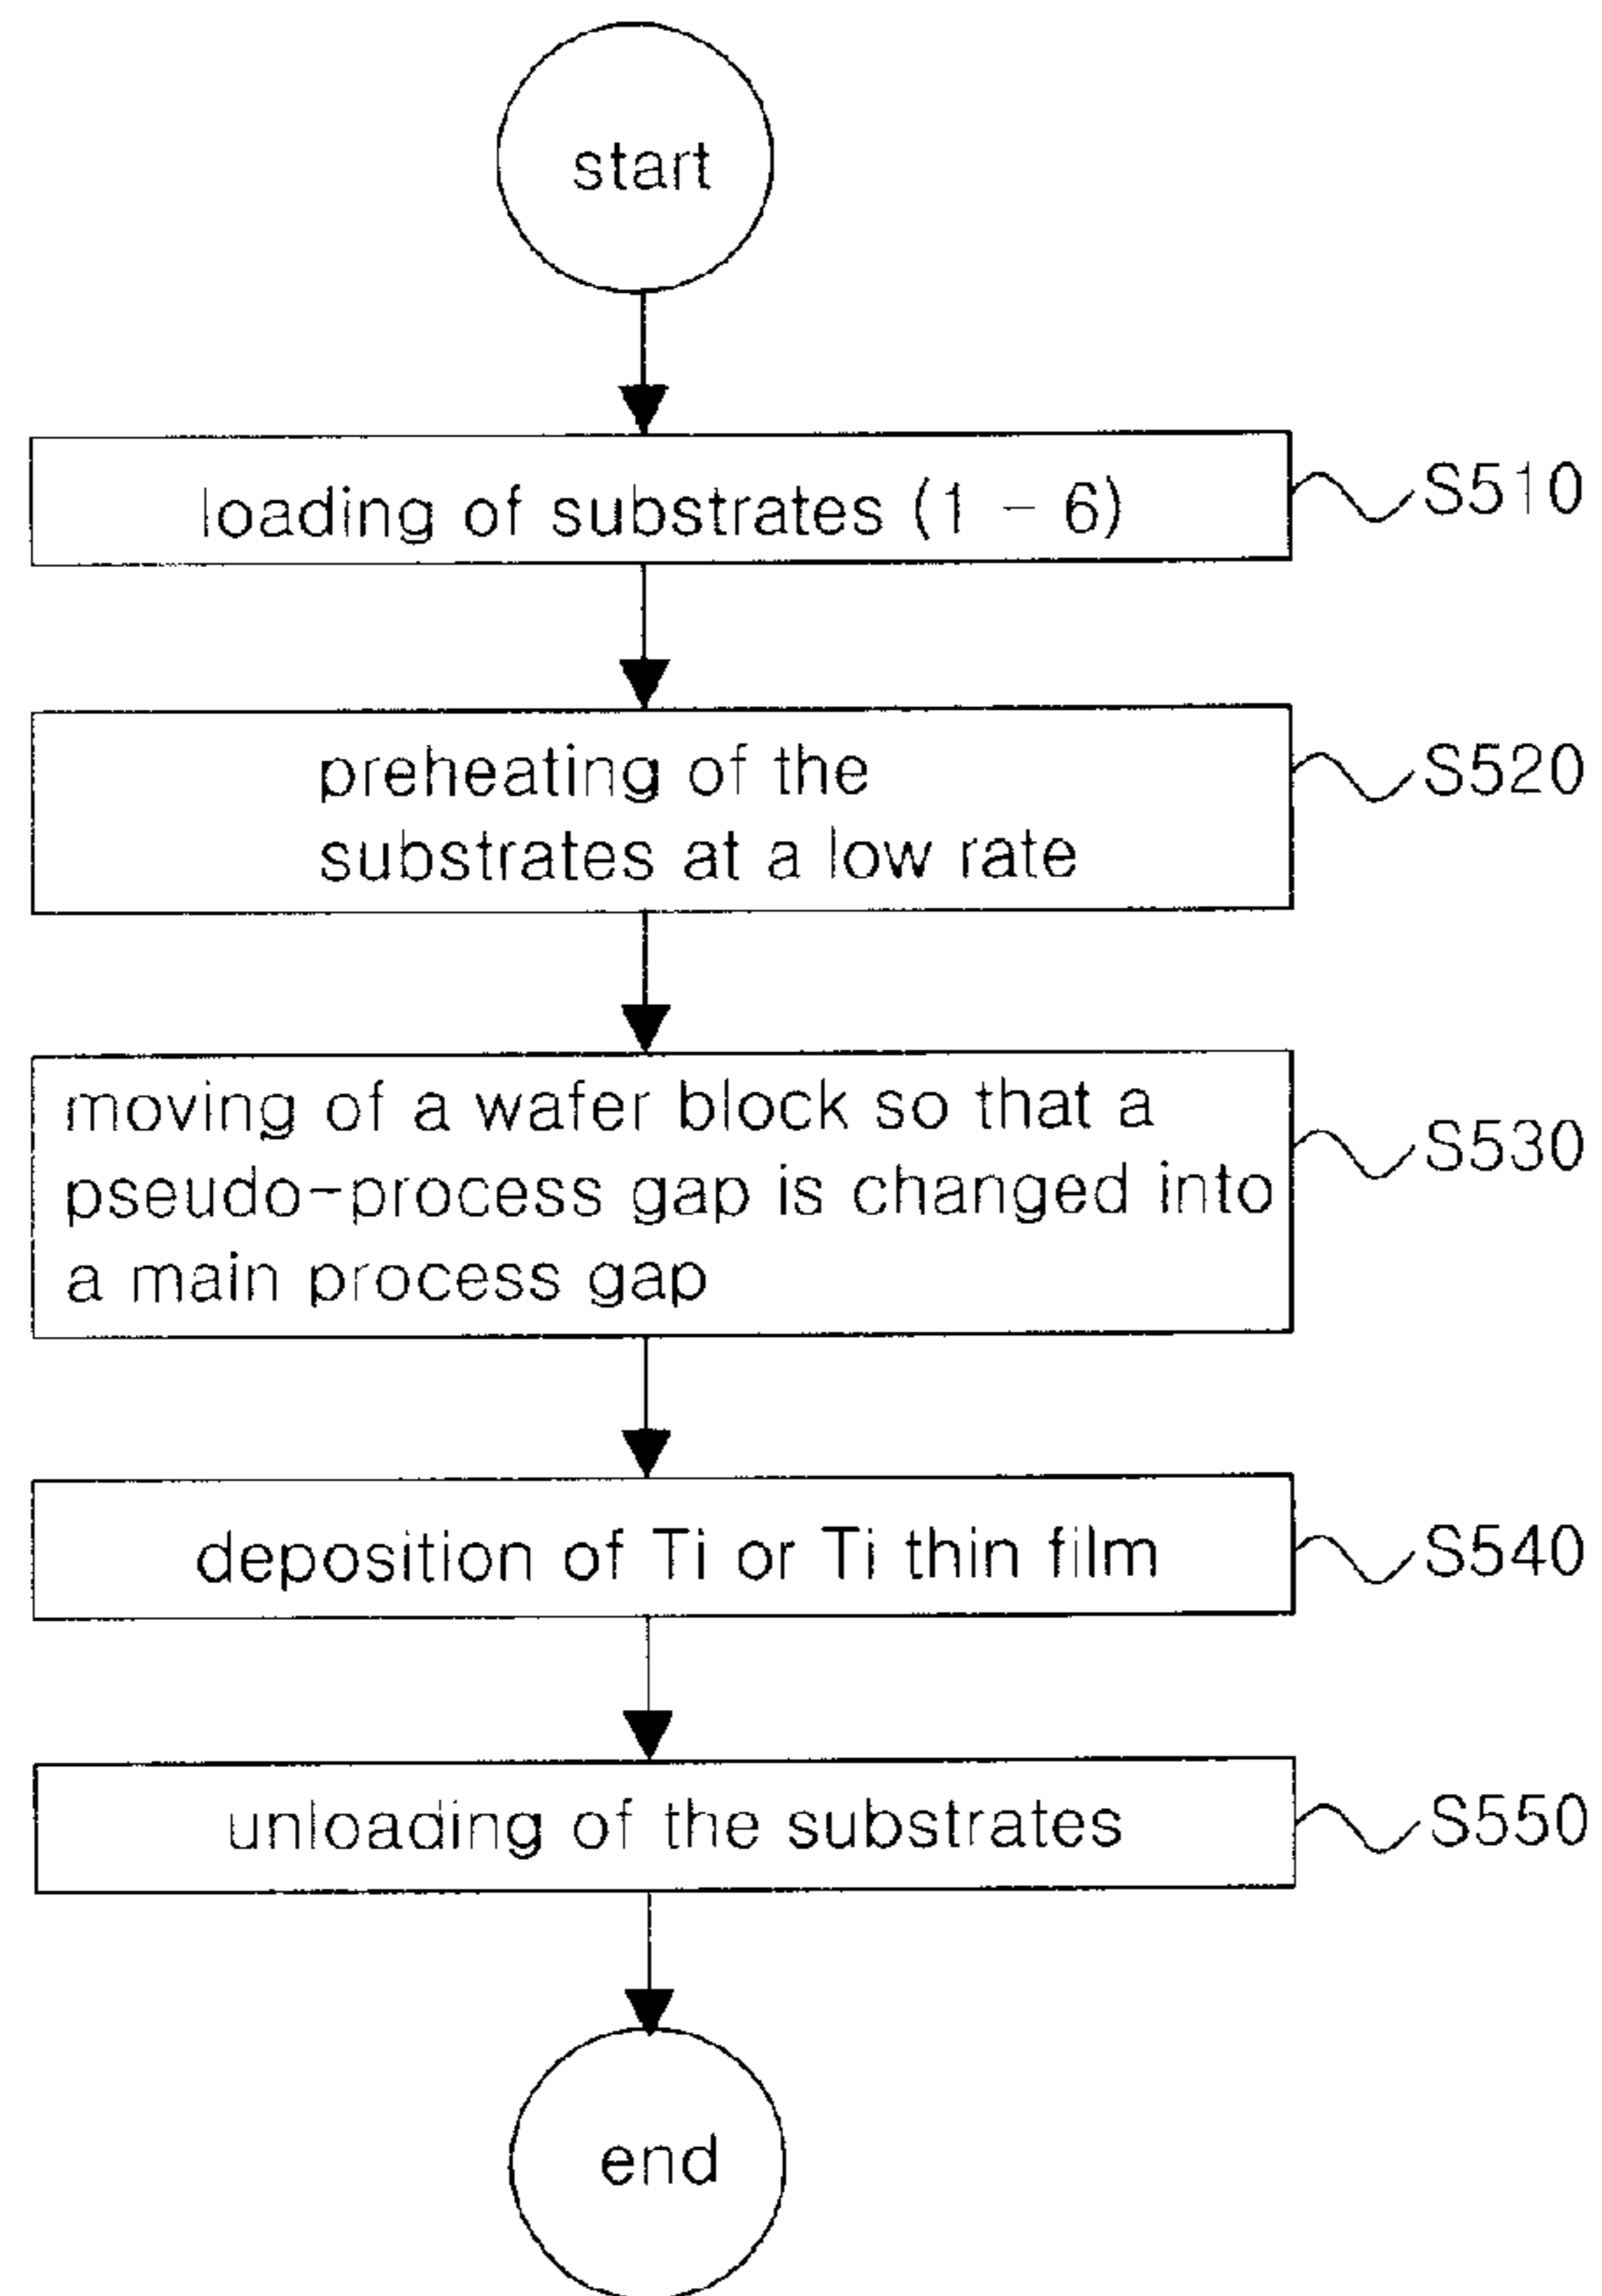 start
loading of substrates (1 - 6)
S510
preheating of the
substrates at a low rate
S520
moving of a wafer block so that a
pseudo-process gap is changed into
a main process gap
S530
deposition of Ti or Ti thin film
S540
unloading of the substrates
S550
end